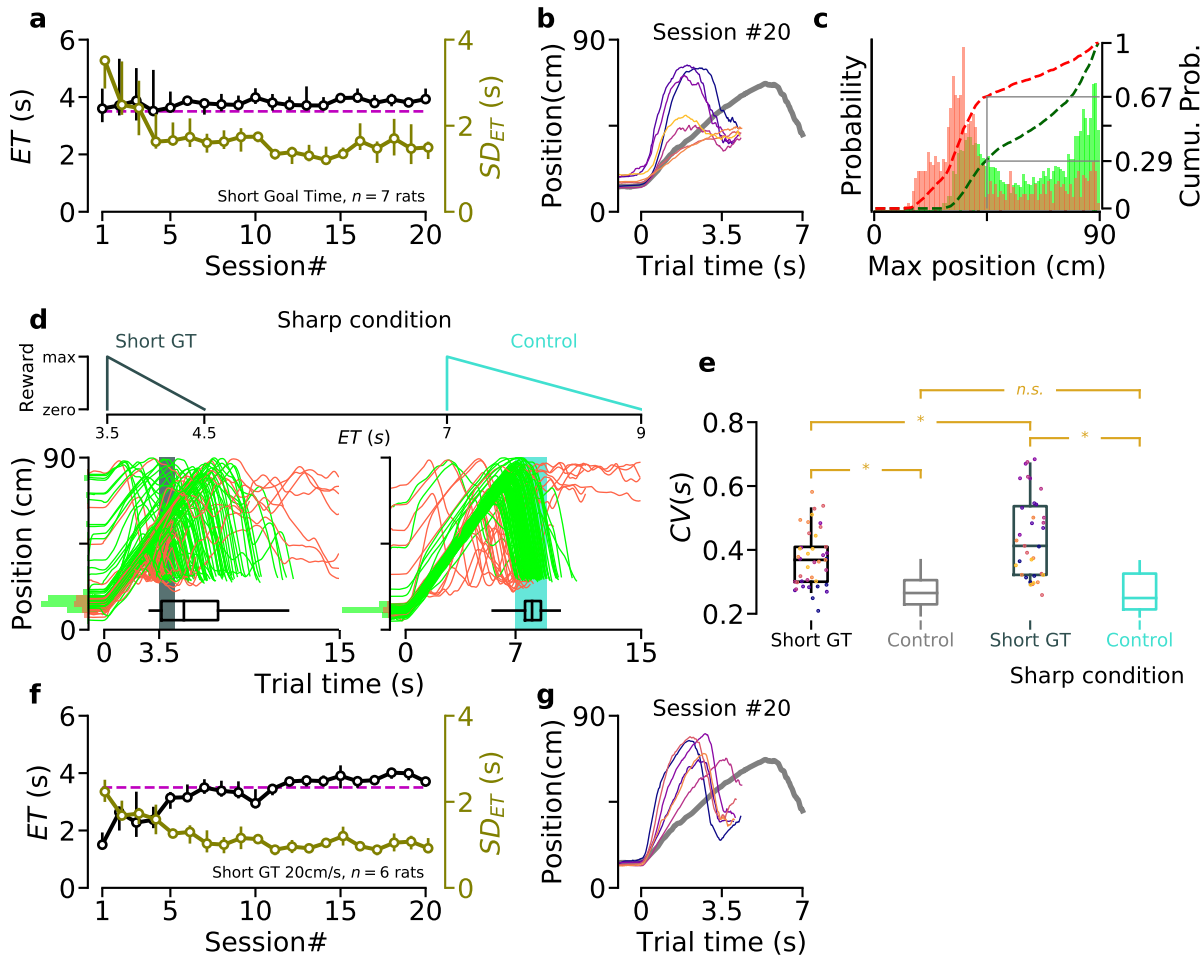 a
6
4
2
0
ET (s)
4
2
0
SD_ET (s)
Short Goal Time, n = 7 rats
1 5 10 15 20
Session#
b
Session #20
90
0
Position(cm)
0 3.5 7
Trial time (s)
c
Probability
1
0.67
0.29
0
Cumu. Prob.
0 90
Max position (cm)
d
Sharp condition
Short GT
Control
Reward
max
zero
3.5 4.5 7 9
ET (s)
90
0
Position (cm)
0 3.5 15
0 7 15
Trial time (s)
e
n.s.
*
*
*
0.8
0.6
0.4
0.2
CV(s)
Short GT Control Short GT Control
Sharp condition
f
6
4
2
0
ET (s)
4
2
0
SD_ET (s)
Short GT 20cm/s, n = 6 rats
1 5 10 15 20
Session#
g
Session #20
90
0
Position(cm)
0 3.5 7
Trial time (s)